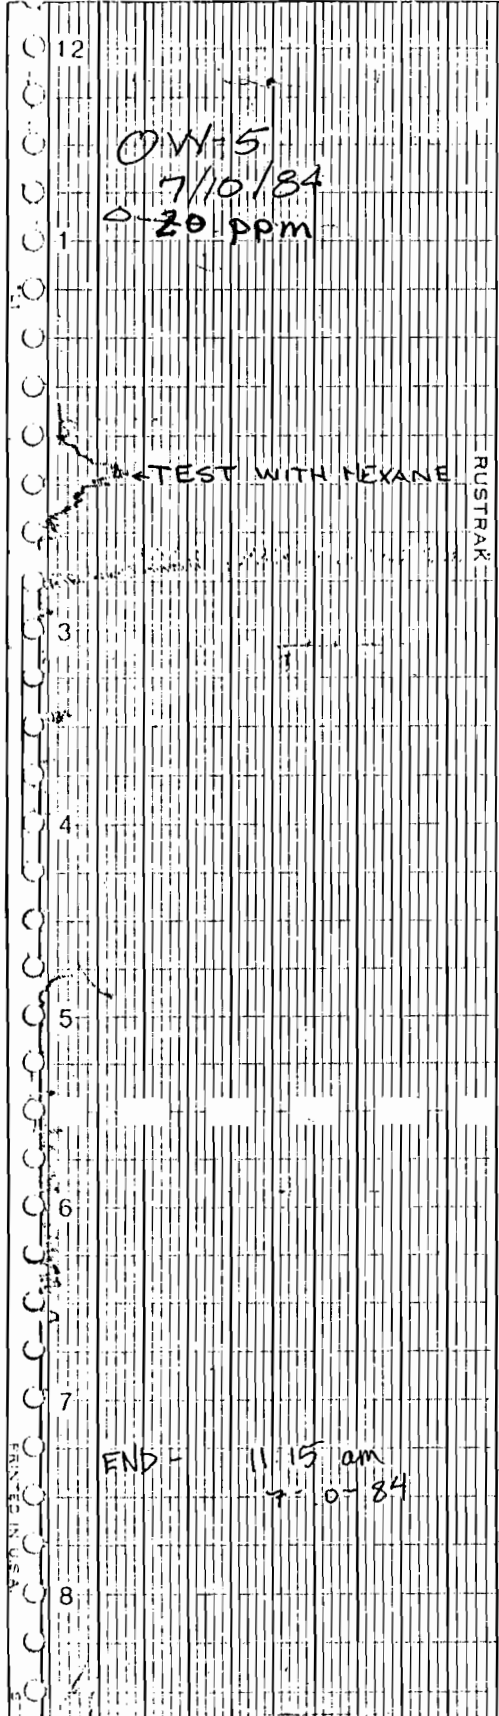 12
OW-5
7/10/84
0-20 ppm
1
← TEST WITH HEXANE
RUSTRAK
3
4
5
6
7
END - 11:15 am
7-10-84
PRINTED IN U.S.A.
8